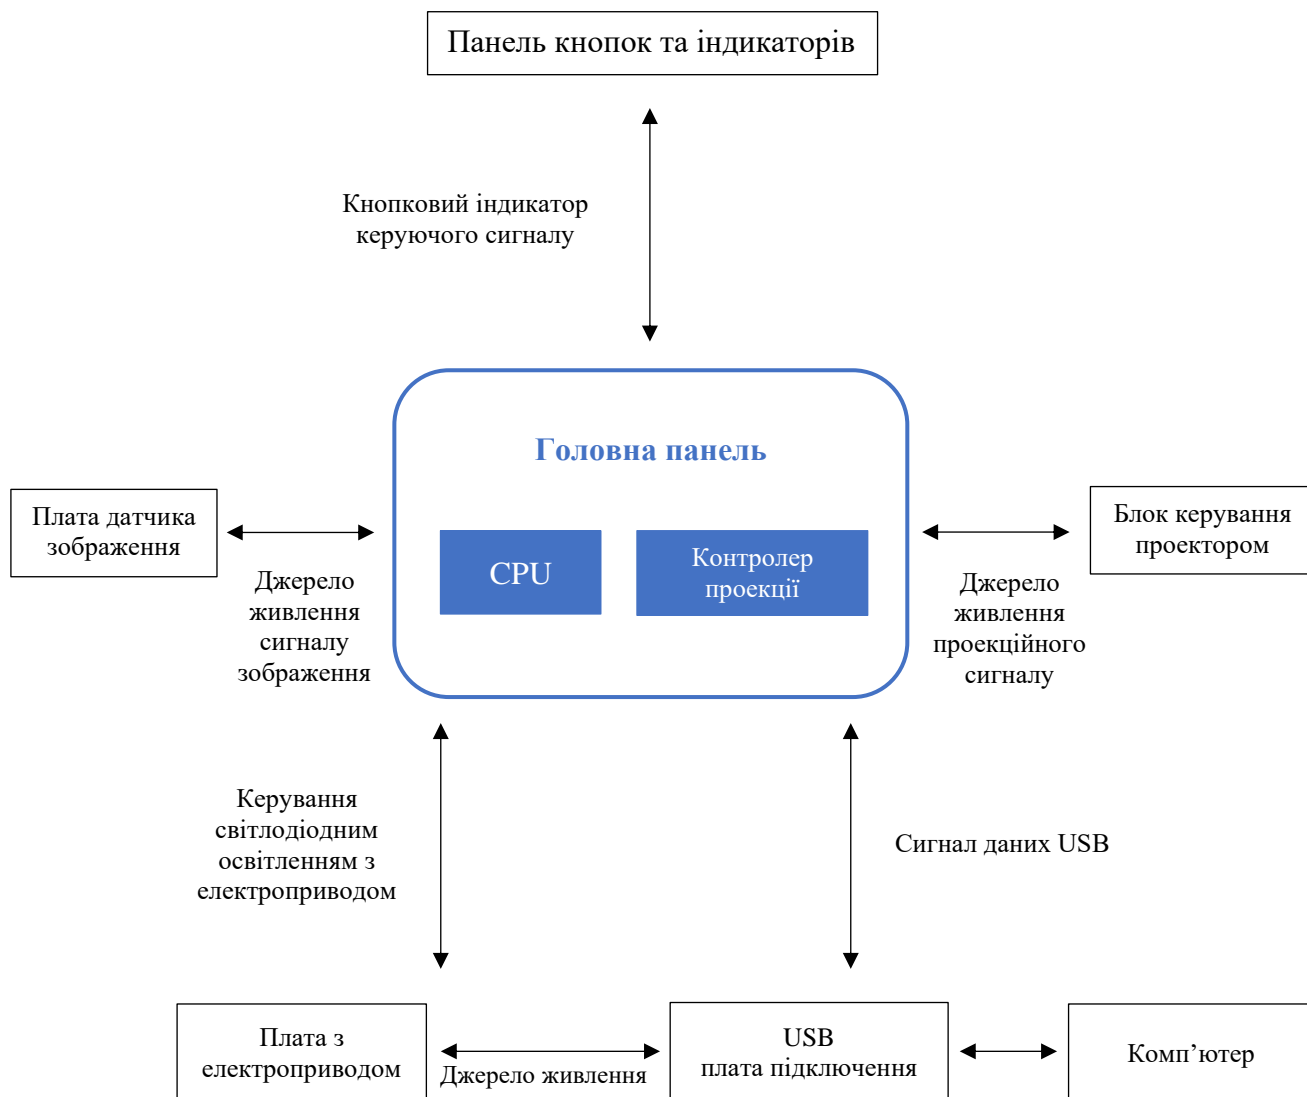 Панель кнопок та індикаторів
Кнопковий індикатор
керуючого сигналу
Головна панель
Плата датчика
зображення
CPU
Контролер
проекції
Блок керування
проектором
Джерело
живлення
сигналу
зображення
Джерело
живлення
проекційного
сигналу
Керування
світлодіодним
освітленням з
електроприводом
Сигнал даних USB
Плата з
електроприводом
Джерело живлення
USB
плата підключення
Комп’ютер